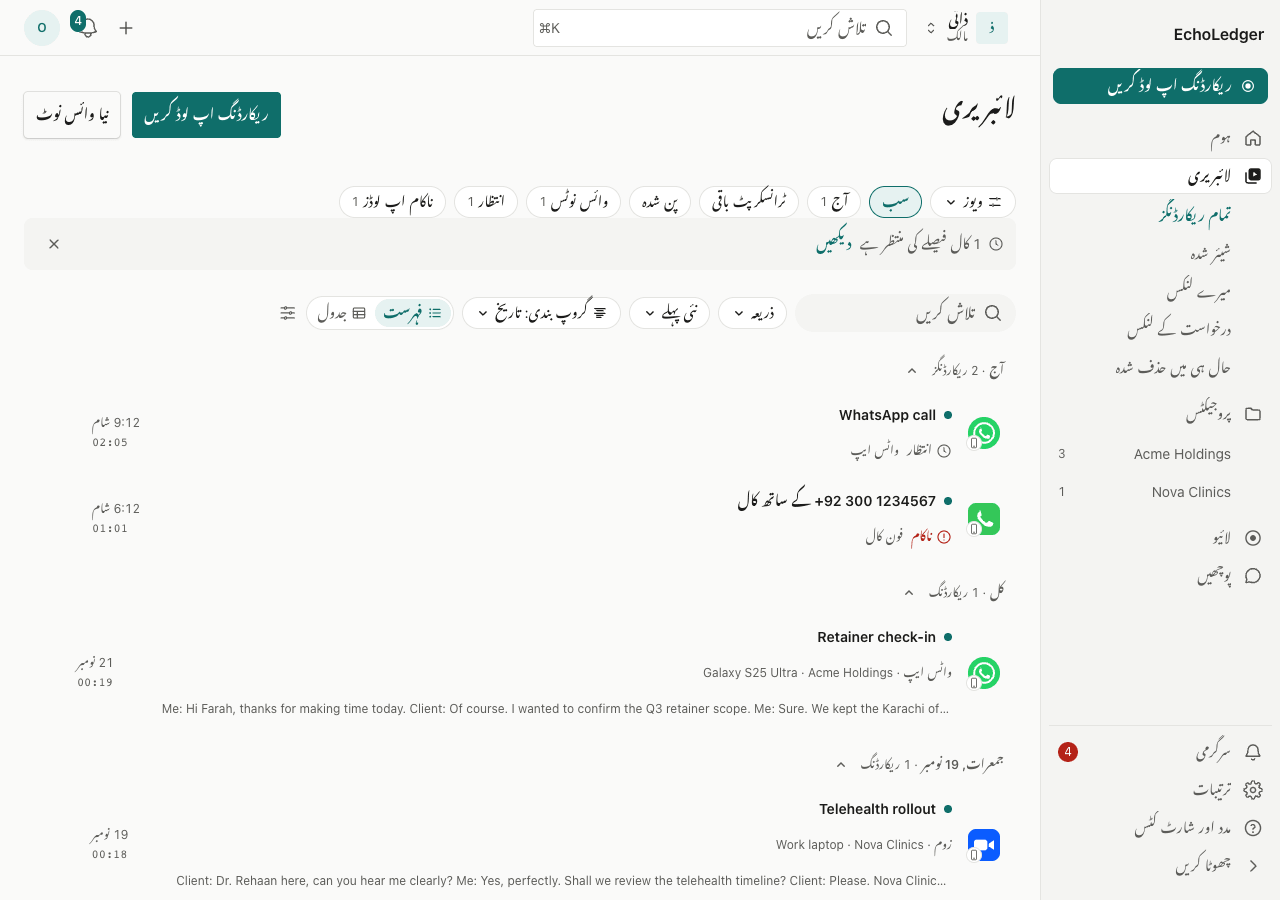 EchoLedger
ریکارڈنگ اپ لوڈ کریں
ہوم
لائبریری
تمام ریکارڈنگز
شیئر شدہ
میرے لنکس
درخواست کے لنکس
حال ہی میں حذف شدہ
پروجیکٹس
Acme Holdings 3
Nova Clinics 1
لائیو
پوچھیں
سرگرمی 4
ترتیبات
مدد اور شارٹ کٹس
چھوٹا کریں
ذ
ذاتی
مالک
تلاش کریں ⌘K
4
O
لائبریری
ریکارڈنگ اپ لوڈ کریں
نیا وائس نوٹ
ویوز
سب
آج 1
ٹرانسکرپٹ باقی
پن شدہ
وائس نوٹس 1
انتظار 1
ناکام اپ لوڈز 1
1 کال فیصلے کی منتظر ہے دیکھیں
تلاش کریں
ذریعہ
نئی پہلے
گروپ بندی: تاریخ
فہرست
جدول
آج · 2 ریکارڈنگز
WhatsApp call
انتظار واٹس ایپ
9:12 شام
02:05
+92 300 1234567 کے ساتھ کال
ناکام فون کال
6:12 شام
01:01
کل · 1 ریکارڈنگ
Retainer check-in
واٹس ایپ · Galaxy S25 Ultra · Acme Holdings
21 نومبر
00:19
Me: Hi Farah, thanks for making time today. Client: Of course. I wanted to confirm the Q3 retainer scope. Me: Sure. We kept the Karachi of…
جمعرات, 19 نومبر · 1 ریکارڈنگ
Telehealth rollout
زوم · Work laptop · Nova Clinics
19 نومبر
00:18
Client: Dr. Rehaan here, can you hear me clearly? Me: Yes, perfectly. Shall we review the telehealth timeline? Client: Please. Nova Clinic…